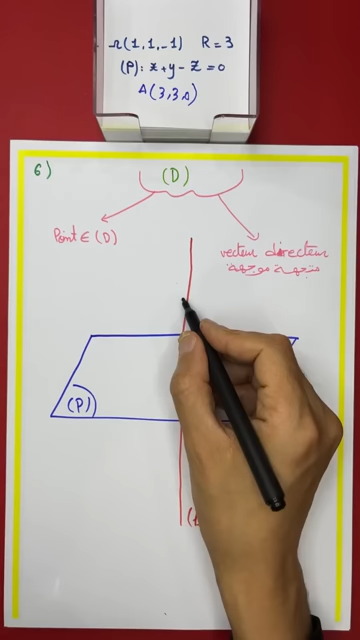 Ω(1,1,-1) R=3
(P): x+y-z=0
A(3,3,1)
6)
(D)
Point ∈ (D)
vecteur directeur
متجهة موجهة
(P)